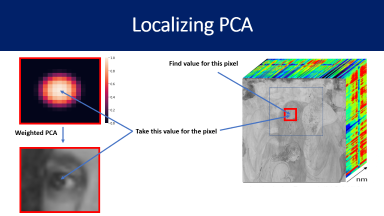 Localizing PCA
Find value for this pixel
Weighted PCA
Take this value for the pixel
nm